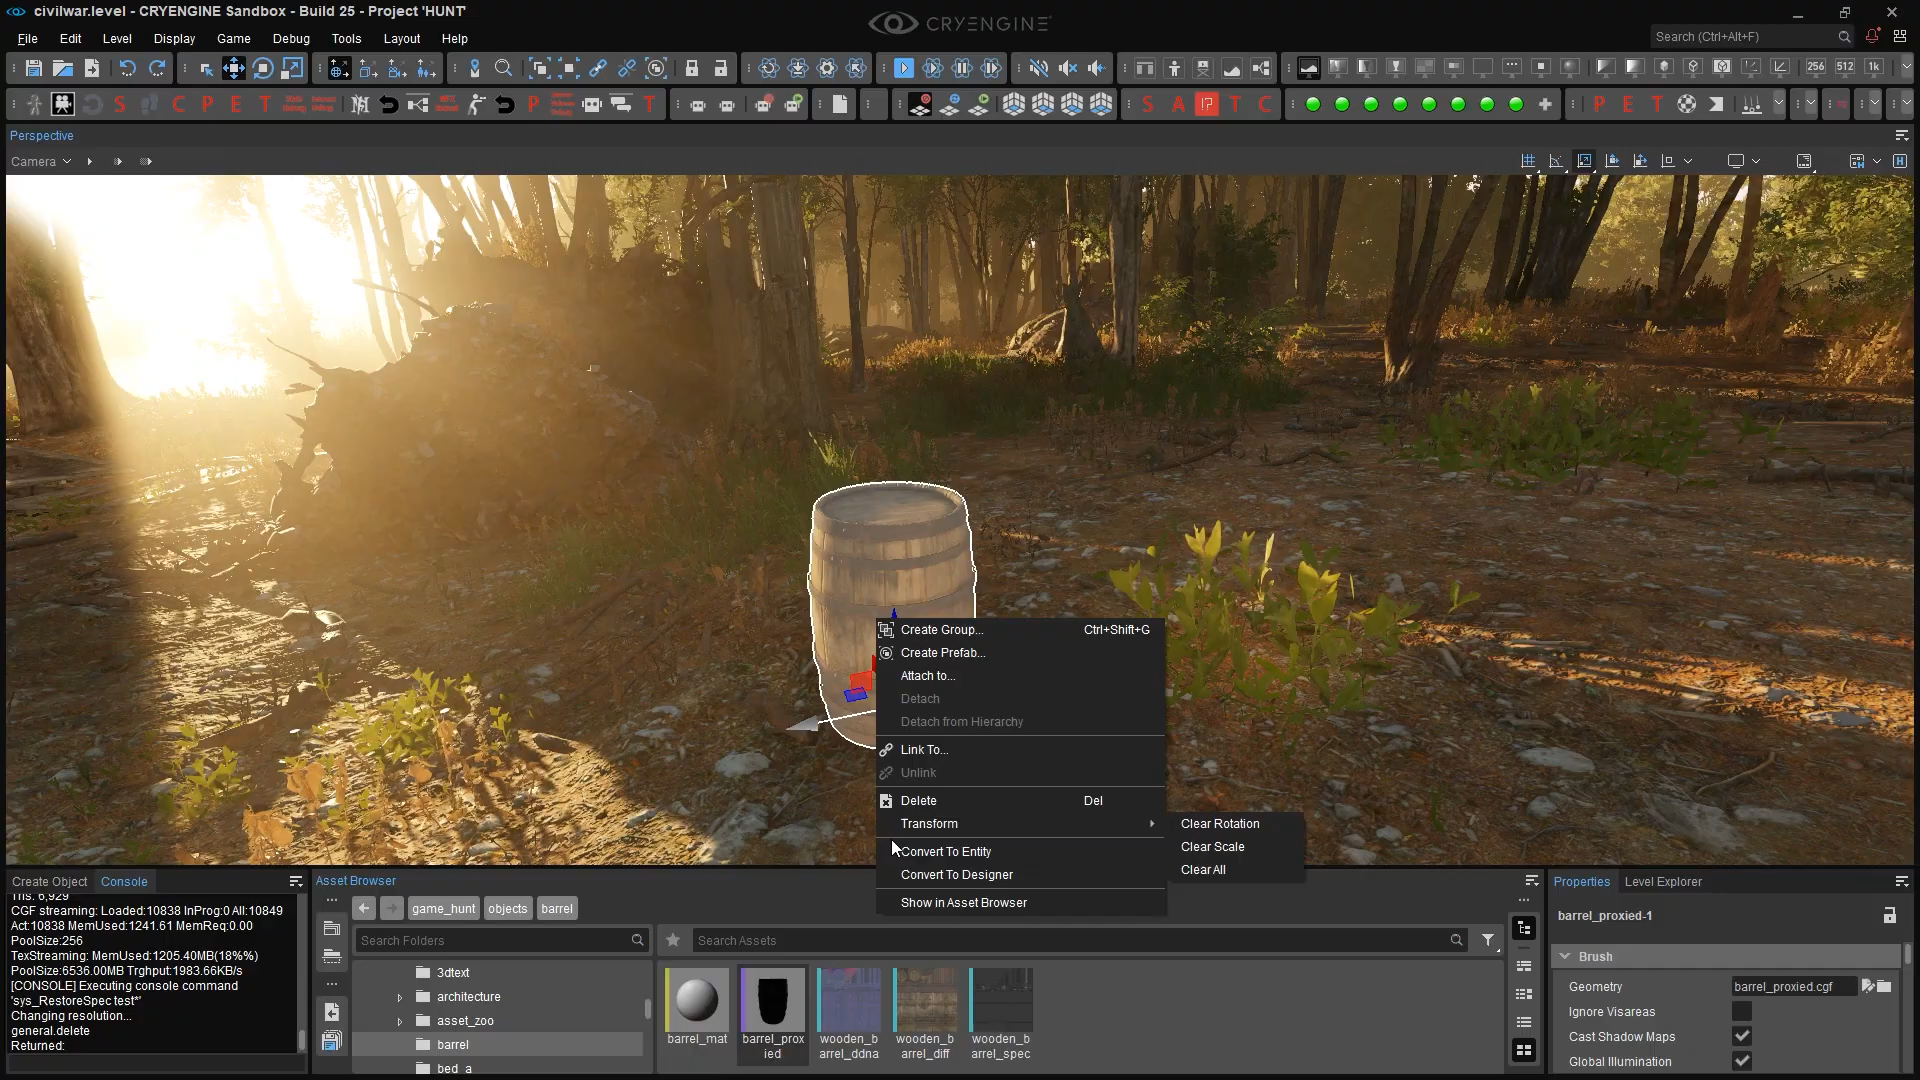 civilwar.level - CRYENGINE Sandbox - Build 25 - Project 'HUNT'
CRYENGINE
File Edit Level Display Game Debug Tools Layout Help
Search (Ctrl+Alt+F)
256 512 1k
S C P E T P T S A !? T C P E T
Perspective
Camera
H
Create Group... Ctrl+Shift+G
Create Prefab...
Attach to...
Detach
Detach from Hierarchy
Link To...
Unlink
Delete Del
Transform
Clear Rotation
Clear Scale
Clear All
Convert To Entity
Convert To Designer
Show in Asset Browser
Create Object Console
CGF streaming: Loaded:10838 InProg:0 All:10849
Act:10838 MemUsed:1241.61 MemReq:0.00
PoolSize:256
TexStreaming: MemUsed:1205.40MB(18%%)
PoolSize:6536.00MB Trghput:1983.66KB/s
[CONSOLE] Executing console command
'sys_RestoreSpec test*'
Changing resolution...
general.delete
Returned:
Asset Browser
game_hunt objects barrel
Search Folders
Search Assets
3dtext
architecture
asset_zoo
barrel
bed_a
barrel_mat
barrel_prox
ied
wooden_b
arrel_ddna
wooden_b
arrel_diff
wooden_b
arrel_spec
Properties Level Explorer
barrel_proxied-1
Brush
Geometry barrel_proxied.cgf
Ignore Visareas
Cast Shadow Maps
Global Illumination